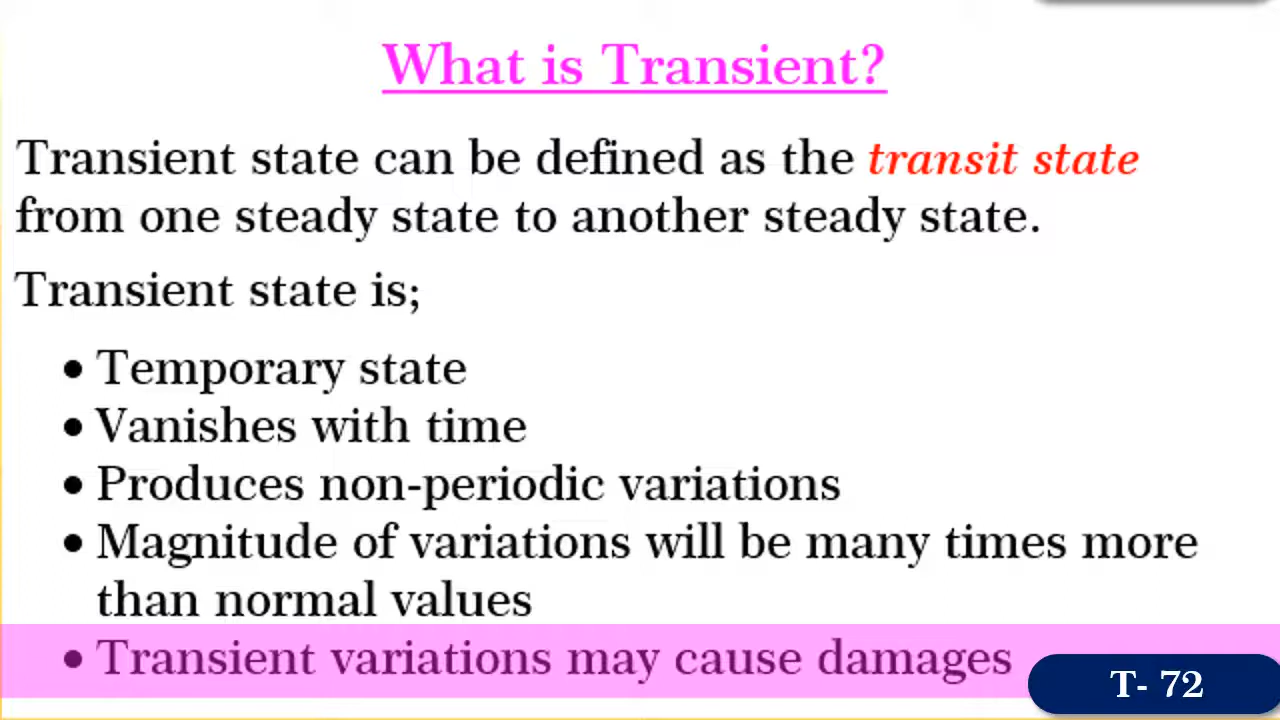 What is Transient?
Transient state can be defined as the transit state
from one steady state to another steady state.
Transient state is;
• Temporary state
• Vanishes with time
• Produces non-periodic variations
• Magnitude of variations will be many times more
than normal values
• Transient variations may cause damages
T- 72